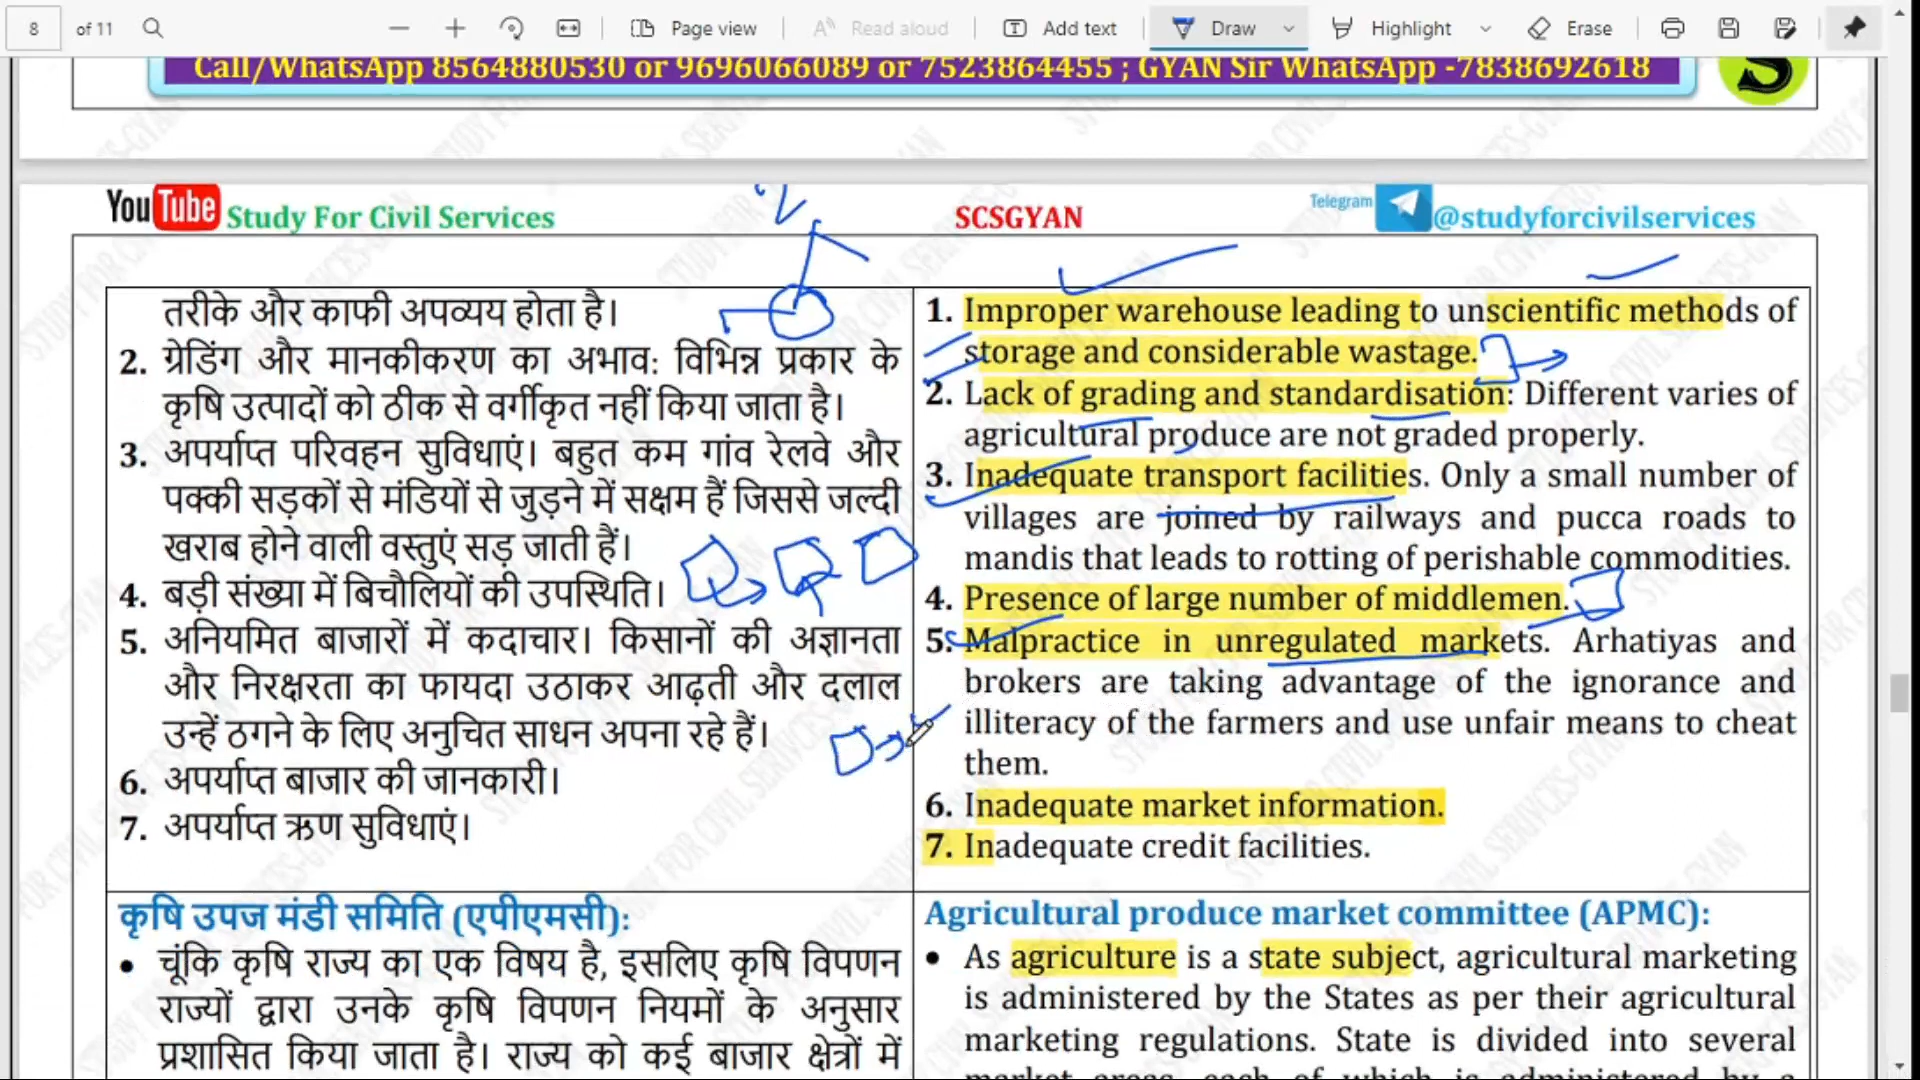 8 of 11 Page view Read aloud Add text Draw Highlight Erase
Call/WhatsApp 8564880530 or 9696066089 or 7523864455 ; GYAN Sir WhatsApp -7838692618
S
YouTube Study For Civil Services
SCSGYAN
Telegram @studyforcivilservices
तरीके और काफी अपव्यय होता है।
2. ग्रेडिंग और मानकीकरण का अभाव: विभिन्न प्रकार के
कृषि उत्पादों को ठीक से वर्गीकृत नहीं किया जाता है।
3. अपर्याप्त परिवहन सुविधाएं। बहुत कम गांव रेलवे और
पक्की सड़कों से मंडियों से जुड़ने में सक्षम हैं जिससे जल्दी
खराब होने वाली वस्तुएं सड़ जाती हैं।
4. बड़ी संख्या में बिचौलियों की उपस्थिति।
5. अनियमित बाजारों में कदाचार। किसानों की अज्ञानता
और निरक्षरता का फायदा उठाकर आढ़ती और दलाल
उन्हें ठगने के लिए अनुचित साधन अपना रहे हैं।
6. अपर्याप्त बाजार की जानकारी।
7. अपर्याप्त ऋण सुविधाएं।
1. Improper warehouse leading to unscientific methods of
storage and considerable wastage.
2. Lack of grading and standardisation: Different varies of
agricultural produce are not graded properly.
3. Inadequate transport facilities. Only a small number of
villages are joined by railways and pucca roads to
mandis that leads to rotting of perishable commodities.
4. Presence of large number of middlemen.
5. Malpractice in unregulated markets. Arhatiyas and
brokers are taking advantage of the ignorance and
illiteracy of the farmers and use unfair means to cheat
them.
6. Inadequate market information.
7. Inadequate credit facilities.
कृषि उपज मंडी समिति (एपीएमसी):
• चूंकि कृषि राज्य का एक विषय है, इसलिए कृषि विपणन
राज्यों द्वारा उनके कृषि विपणन नियमों के अनुसार
प्रशासित किया जाता है। राज्य को कई बाजार क्षेत्रों में
Agricultural produce market committee (APMC):
• As agriculture is a state subject, agricultural marketing
is administered by the States as per their agricultural
marketing regulations. State is divided into several
market areas, each of which is administered by a